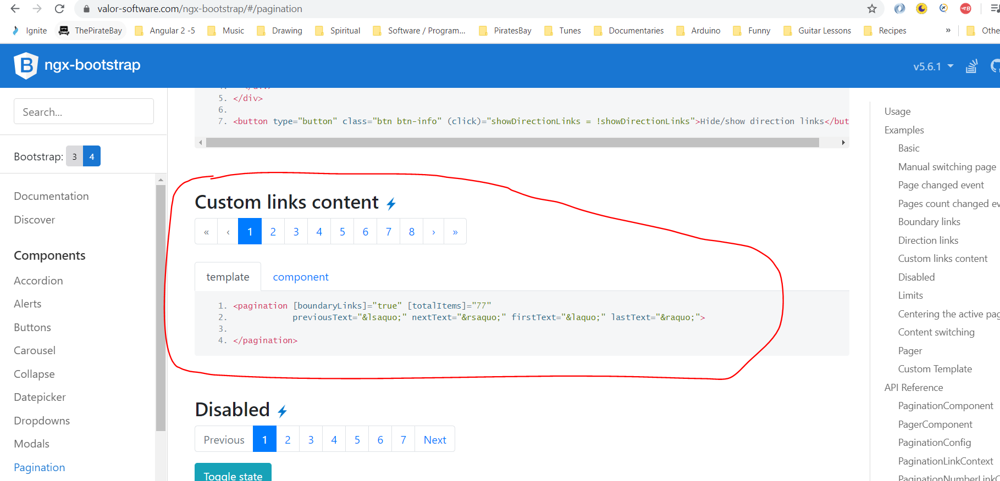 valor-software.com/ngx-bootstrap/#/pagination
Ignite ThePirateBay Angular 2 -5 Music Drawing Spiritual Software / Program... PiratesBay Tunes Documentaries Arduino Funny Guitar Lessons Recipes » Othe
B ngx-bootstrap v5.6.1
Search...
Bootstrap: 3 4
Documentation
Discover
Components
Accordion
Alerts
Buttons
Carousel
Collapse
Datepicker
Dropdowns
Modals
Pagination
5. </div>
6.
7. <button type="button" class="btn btn-info" (click)="showDirectionLinks = !showDirectionLinks">Hide/show direction links</but
Custom links content
« ‹ 1 2 3 4 5 6 7 8 › »
template component
1. <pagination [boundaryLinks]="true" [totalItems]="77"
2. previousText="&lsaquo;" nextText="&rsaquo;" firstText="&laquo;" lastText="&raquo;">
3.
4. </pagination>
Disabled
Previous 1 2 3 4 5 6 7 Next
Toggle state
Usage
Examples
Basic
Manual switching page
Page changed event
Pages count changed ev
Boundary links
Direction links
Custom links content
Disabled
Limits
Centering the active pag
Content switching
Pager
Custom Template
API Reference
PaginationComponent
PagerComponent
PaginationConfig
PaginationLinkContext
PaginationNumberLinkC